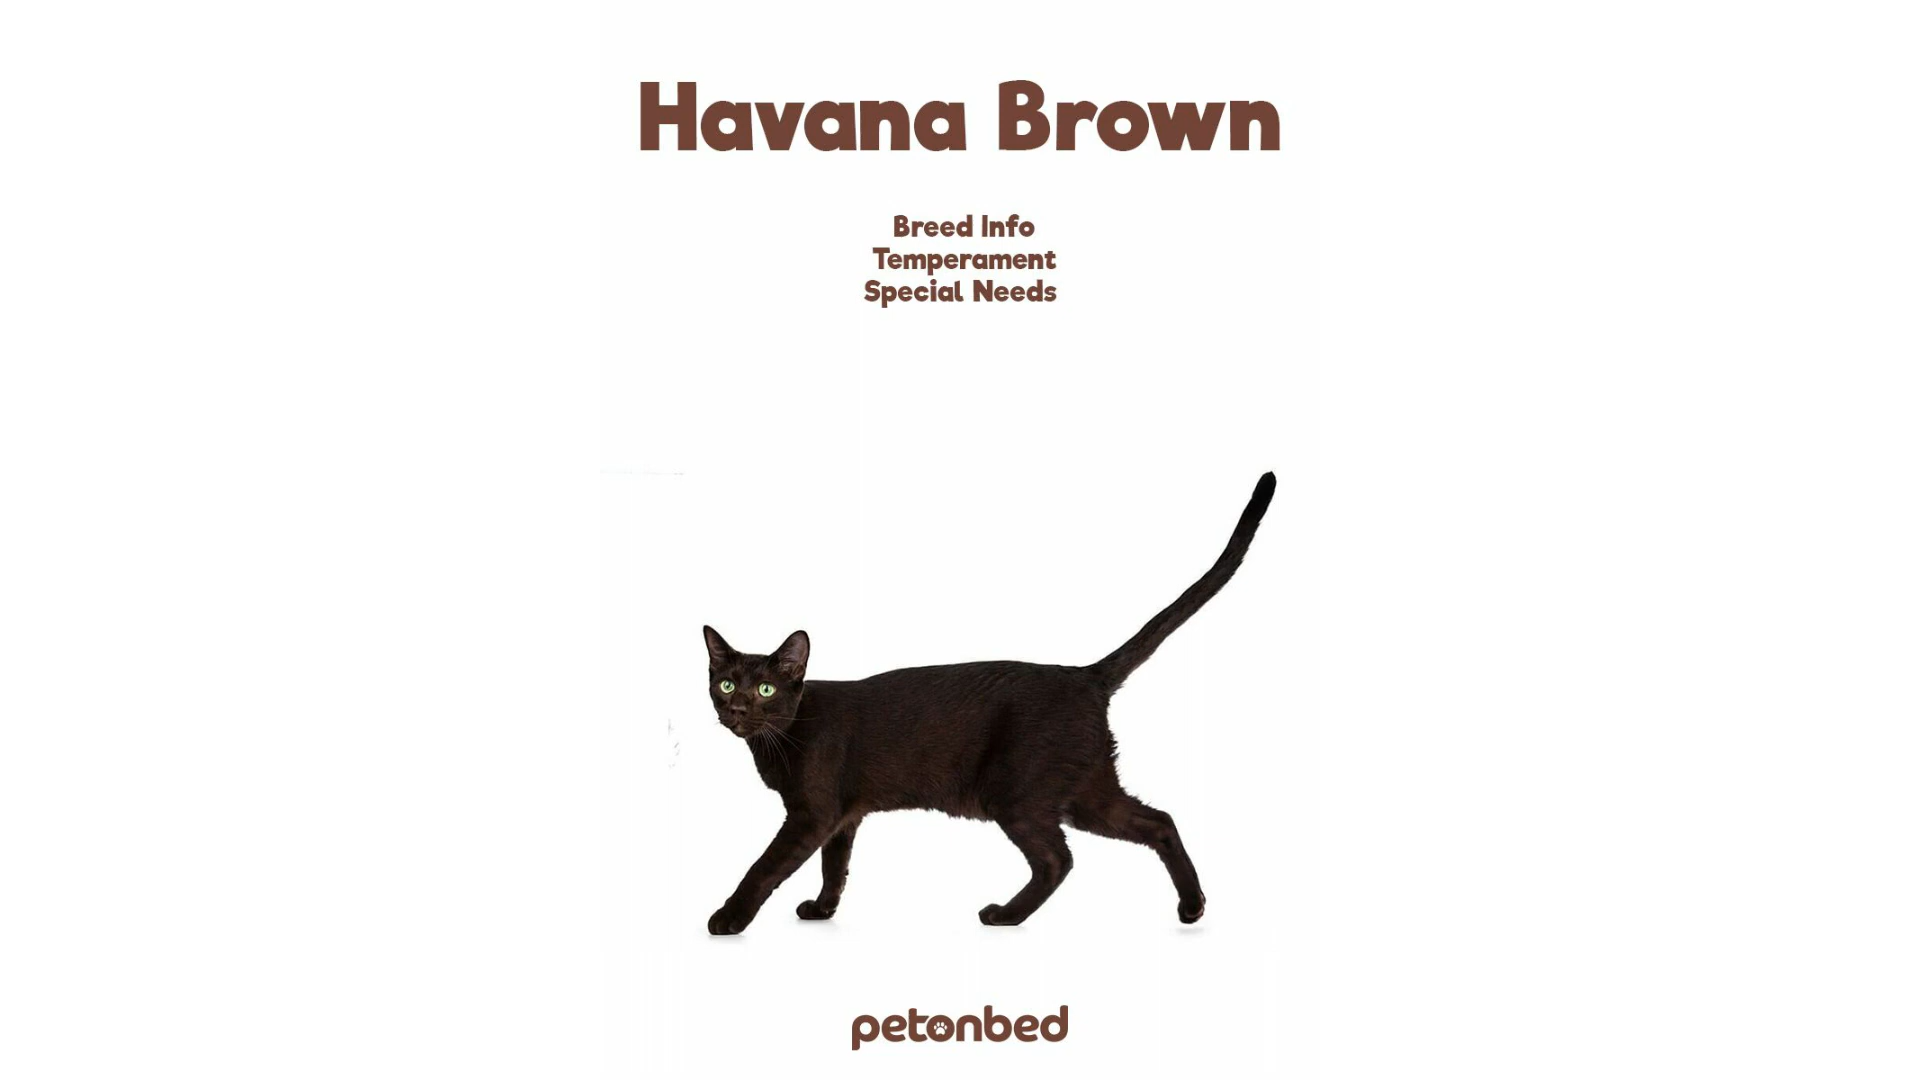 Havana Brown
Breed Info
Temperament
Special Needs
petonbed